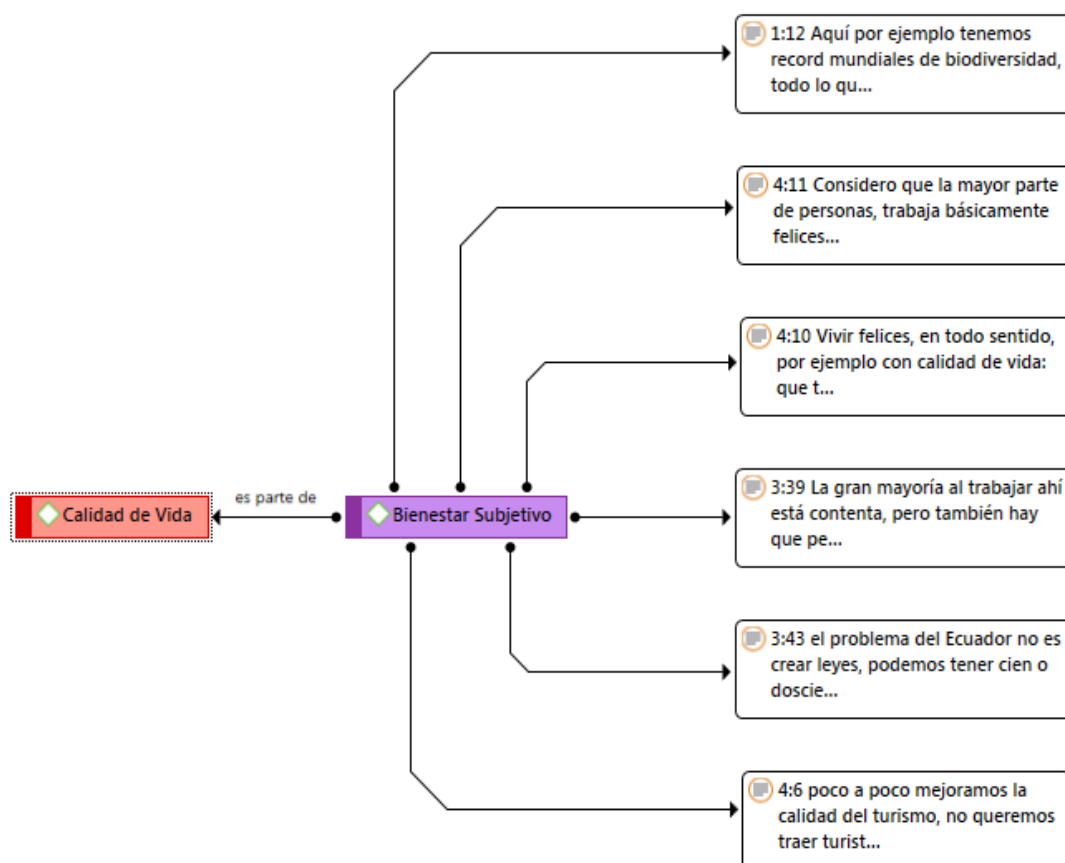 1:12 Aquí por ejemplo tenemos
record mundiales de biodiversidad,
todo lo qu...
4:11 Considero que la mayor parte
de personas, trabaja básicamente
felices...
4:10 Vivir felices, en todo sentido,
por ejemplo con calidad de vida:
que t...
Calidad de Vida
es parte de
Bienestar Subjetivo
3:39 La gran mayoría al trabajar ahí
está contenta, pero también hay
que pe...
3:43 el problema del Ecuador no es
crear leyes, podemos tener cien o
doscie...
4:6 poco a poco mejoramos la
calidad del turismo, no queremos
traer turist...